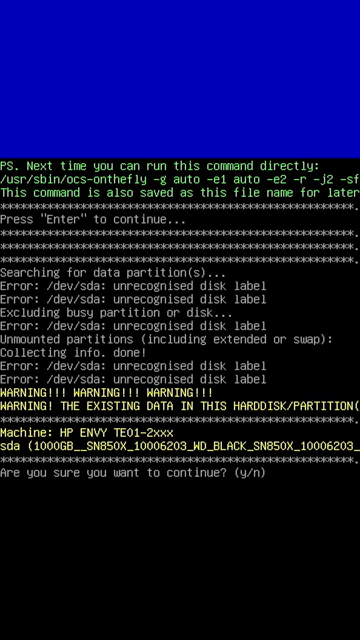 PS. Next time you can run this command directly:
/usr/sbin/ocs-onthefly -g auto -e1 auto -e2 -r -j2 -sf
This command is also saved as this file name for later
*******************************************************.
Press "Enter" to continue...
*******************************************************.
*******************************************************.
*******************************************************.
Searching for data partition(s)...
Error: /dev/sda: unrecognised disk label
Error: /dev/sda: unrecognised disk label
Excluding busy partition or disk...
Error: /dev/sda: unrecognised disk label
Unmounted partitions (including extended or swap):
Collecting info. done!
Error: /dev/sda: unrecognised disk label
Error: /dev/sda: unrecognised disk label
WARNING!!! WARNING!!! WARNING!!!
WARNING! THE EXISTING DATA IN THIS HARDDISK/PARTITION(
*******************************************************.
Machine: HP ENVY TE01-2xxx
sda (1000GB__SN850X_10006203_WD_BLACK_SN850X_10006203_
*******************************************************.
Are you sure you want to continue? (y/n)